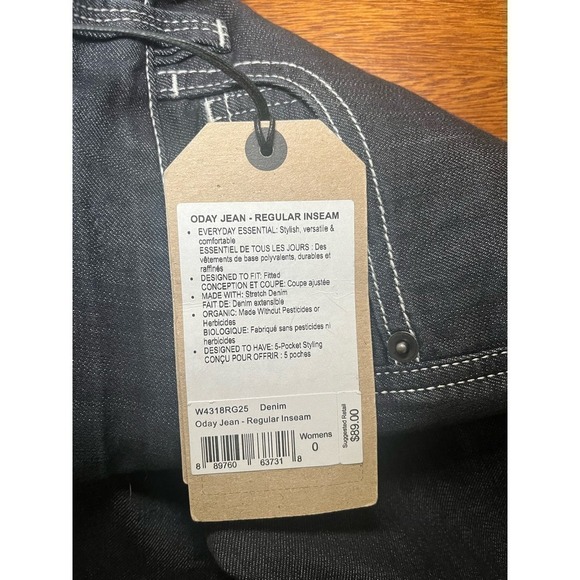 ODAY JEAN - REGULAR INSEAM
• EVERYDAY ESSENTIAL: Stylish, versatile &
comfortable
ESSENTIEL DE TOUS LES JOURS : Des
vêtements de base polyvalents, durables et
raffinés
• DESIGNED TO FIT: Fitted
CONCEPTION ET COUPE: Coupe ajustée
• MADE WITH: Stretch Denim
FAIT DE: Denim extensible
• ORGANIC: Made Without Pesticides or
Herbicides
BIOLOGIQUE: Fabriqué sans pesticides ni
herbicides
• DESIGNED TO HAVE: 5-Pocket Styling
CONÇU POUR OFFRIR : 5 poches
W4318RG25 Denim
Oday Jean - Regular Inseam
Womens
0
8 89760 63731 8
Suggested Retail
$89.00